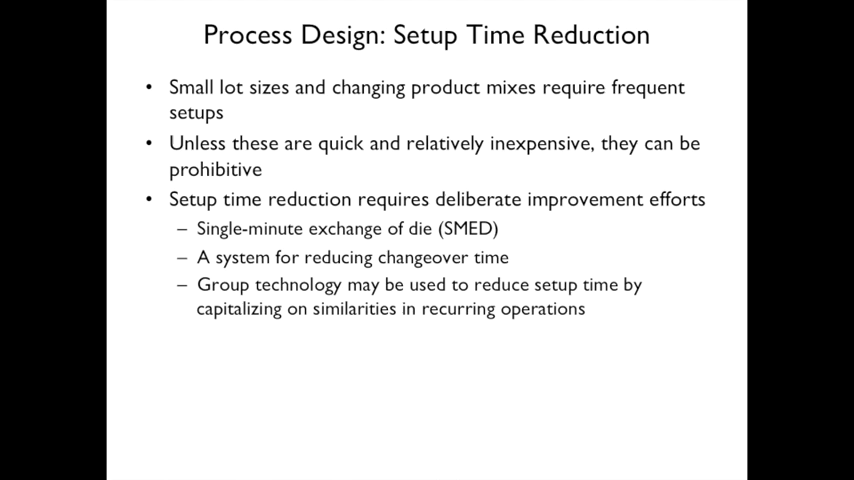 Process Design: Setup Time Reduction
• Small lot sizes and changing product mixes require frequent
setups
• Unless these are quick and relatively inexpensive, they can be
prohibitive
• Setup time reduction requires deliberate improvement efforts
– Single-minute exchange of die (SMED)
– A system for reducing changeover time
– Group technology may be used to reduce setup time by
capitalizing on similarities in recurring operations